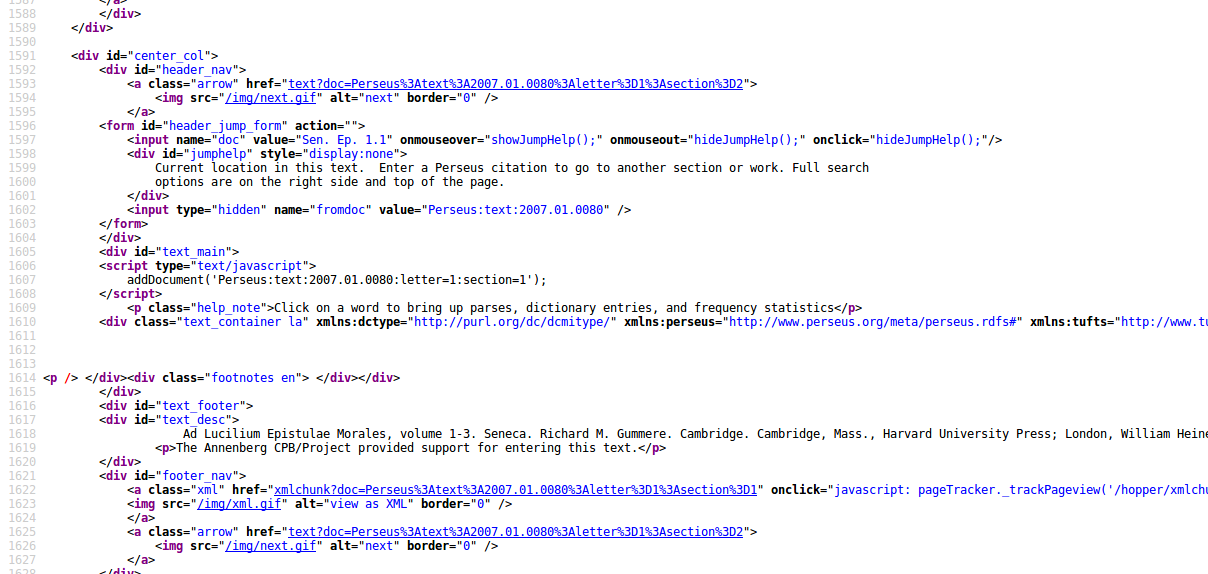 1587 </a>
1588 </div>
1589 </div>
1590
1591 <div id="center_col">
1592 <div id="header_nav">
1593 <a class="arrow" href="text?doc=Perseus%3Atext%3A2007.01.0080%3Aletter%3D1%3Asection%3D2">
1594 <img src="/img/next.gif" alt="next" border="0" />
1595 </a>
1596 <form id="header_jump_form" action="">
1597 <input name="doc" value="Sen. Ep. 1.1" onmouseover="showJumpHelp();" onmouseout="hideJumpHelp();" onclick="hideJumpHelp();"/>
1598 <div id="jumphelp" style="display:none">
1599 Current location in this text.  Enter a Perseus citation to go to another section or work. Full search
1600 options are on the right side and top of the page.
1601 </div>
1602 <input type="hidden" name="fromdoc" value="Perseus:text:2007.01.0080" />
1603 </form>
1604 </div>
1605 <div id="text_main">
1606 <script type="text/javascript">
1607 addDocument('Perseus:text:2007.01.0080:letter=1:section=1');
1608 </script>
1609 <p class="help_note">Click on a word to bring up parses, dictionary entries, and frequency statistics</p>
1610 <div class="text_container la" xmlns:dctype="http://purl.org/dc/dcmitype/" xmlns:perseus="http://www.perseus.org/meta/perseus.rdfs#" xmlns:tufts="http://www.tu
1611
1612
1613
1614 <p /> </div><div class="footnotes en"> </div></div>
1615 </div>
1616 <div id="text_footer">
1617 <div id="text_desc">
1618 Ad Lucilium Epistulae Morales, volume 1-3. Seneca. Richard M. Gummere. Cambridge. Cambridge, Mass., Harvard University Press; London, William Heine
1619 <p>The Annenberg CPB/Project provided support for entering this text.</p>
1620 </div>
1621 <div id="footer_nav">
1622 <a class="xml" href="xmlchunk?doc=Perseus%3Atext%3A2007.01.0080%3Aletter%3D1%3Asection%3D1" onclick="javascript: pageTracker._trackPageview('/hopper/xmlchu
1623 <img src="/img/xml.gif" alt="view as XML" border="0" />
1624 </a>
1625 <a class="arrow" href="text?doc=Perseus%3Atext%3A2007.01.0080%3Aletter%3D1%3Asection%3D2">
1626 <img src="/img/next.gif" alt="next" border="0" />
1627 </a>
1628 </div>